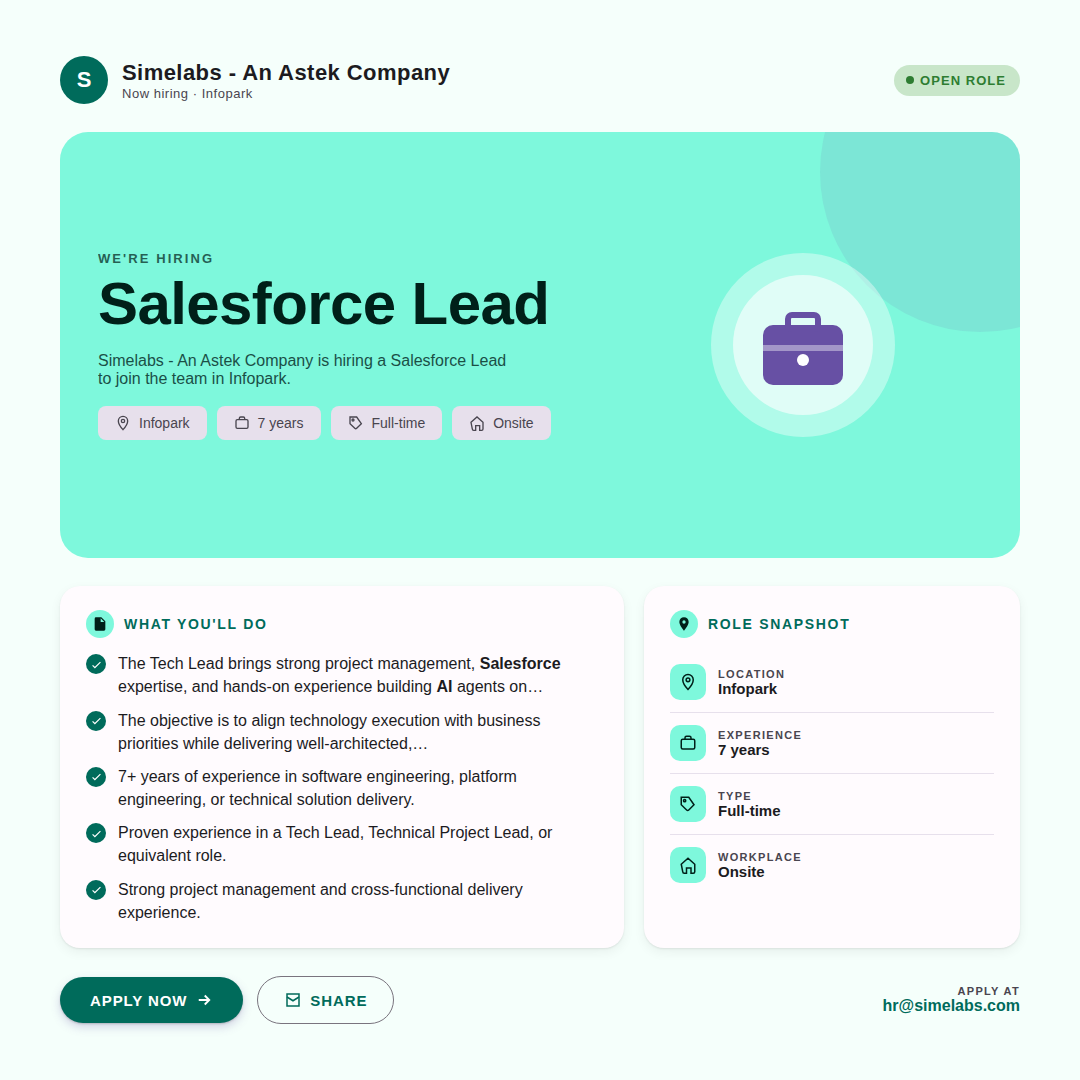 S
Simelabs - An Astek Company
Now hiring · Infopark
OPEN ROLE
WE'RE HIRING
Salesforce Lead
Simelabs - An Astek Company is hiring a Salesforce Lead
to join the team in Infopark.
Infopark
7 years
Full-time
Onsite
WHAT YOU'LL DO
The Tech Lead brings strong project management, Salesforce
expertise, and hands-on experience building AI agents on…
The objective is to align technology execution with business
priorities while delivering well-architected,…
7+ years of experience in software engineering, platform
engineering, or technical solution delivery.
Proven experience in a Tech Lead, Technical Project Lead, or
equivalent role.
Strong project management and cross-functional delivery
experience.
ROLE SNAPSHOT
LOCATION
Infopark
EXPERIENCE
7 years
TYPE
Full-time
WORKPLACE
Onsite
APPLY NOW
SHARE
APPLY AT
hr@simelabs.com